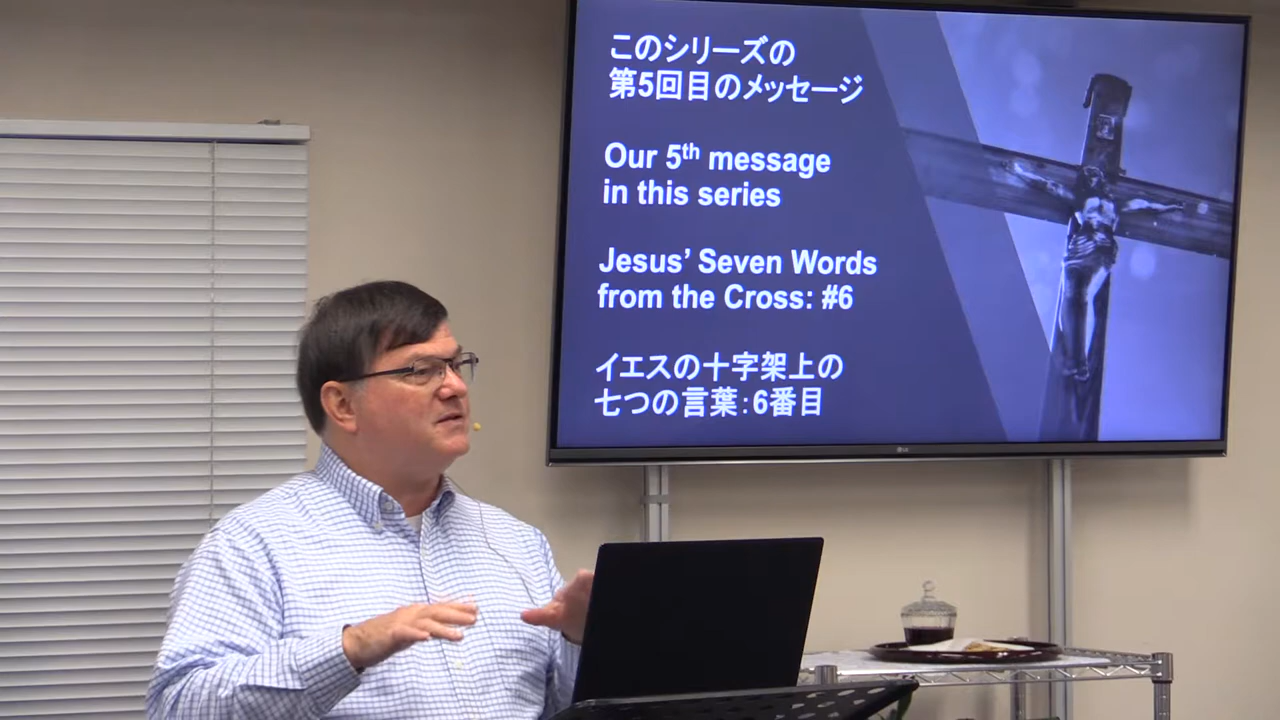 このシリーズの
第5回目のメッセージ
Our 5th message
in this series
Jesus’ Seven Words
from the Cross: #6
イエスの十字架上の
七つの言葉：6番目
LG